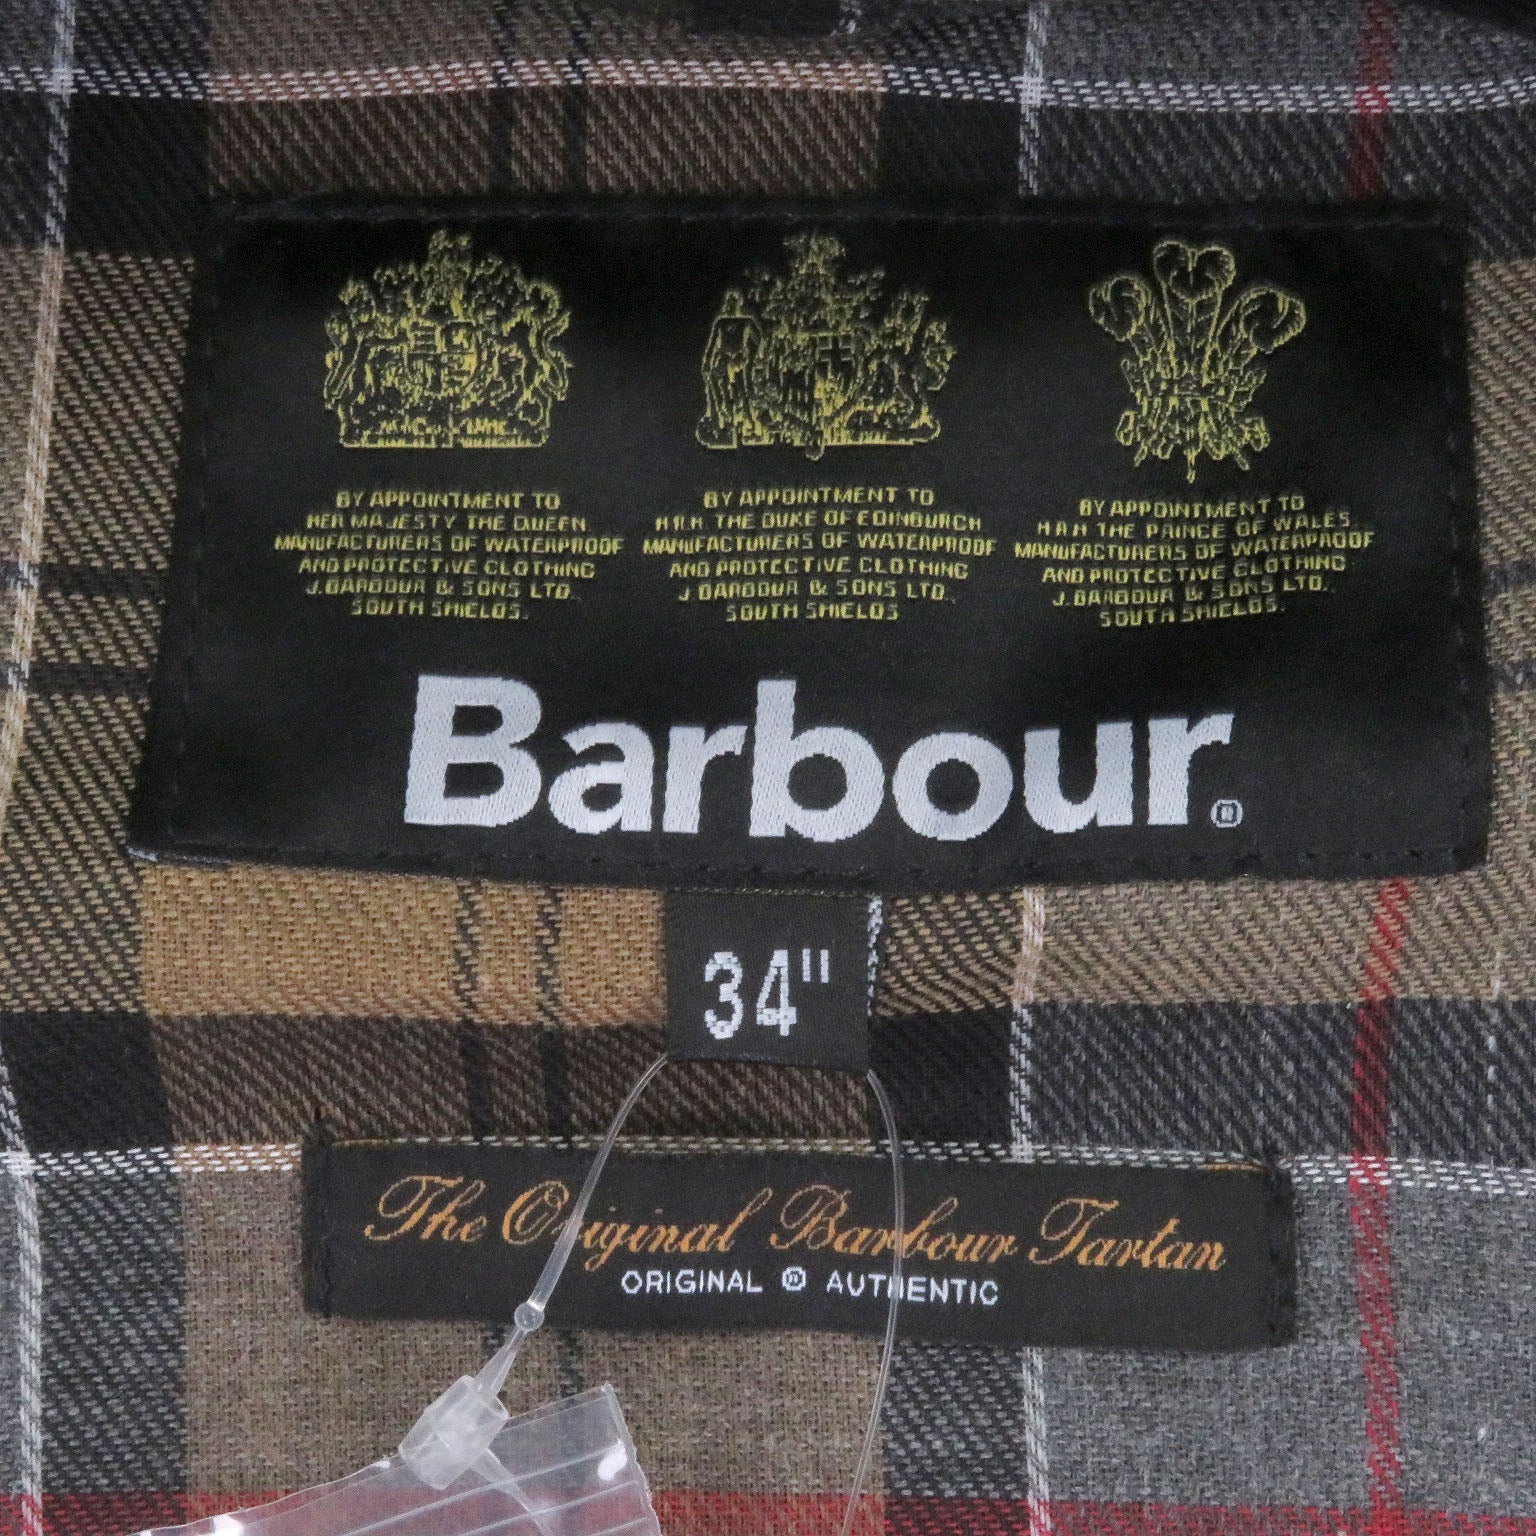 BY APPOINTMENT TO
HER MAJESTY THE QUEEN
MANUFACTURERS OF WATERPROOF
AND PROTECTIVE CLOTHING
J. BARBOUR & SONS LTD.
SOUTH SHIELDS.
BY APPOINTMENT TO
H.R.H. THE DUKE OF EDINBURGH
MANUFACTURERS OF WATERPROOF
AND PROTECTIVE CLOTHING
J. BARBOUR & SONS LTD.
SOUTH SHIELDS
BY APPOINTMENT TO
H.R.H. THE PRINCE OF WALES
MANUFACTURERS OF WATERPROOF
AND PROTECTIVE CLOTHING
J. BARBOUR & SONS LTD.
SOUTH SHIELDS.
Barbour®
34"
The Original Barbour Tartan
ORIGINAL ® AUTHENTIC